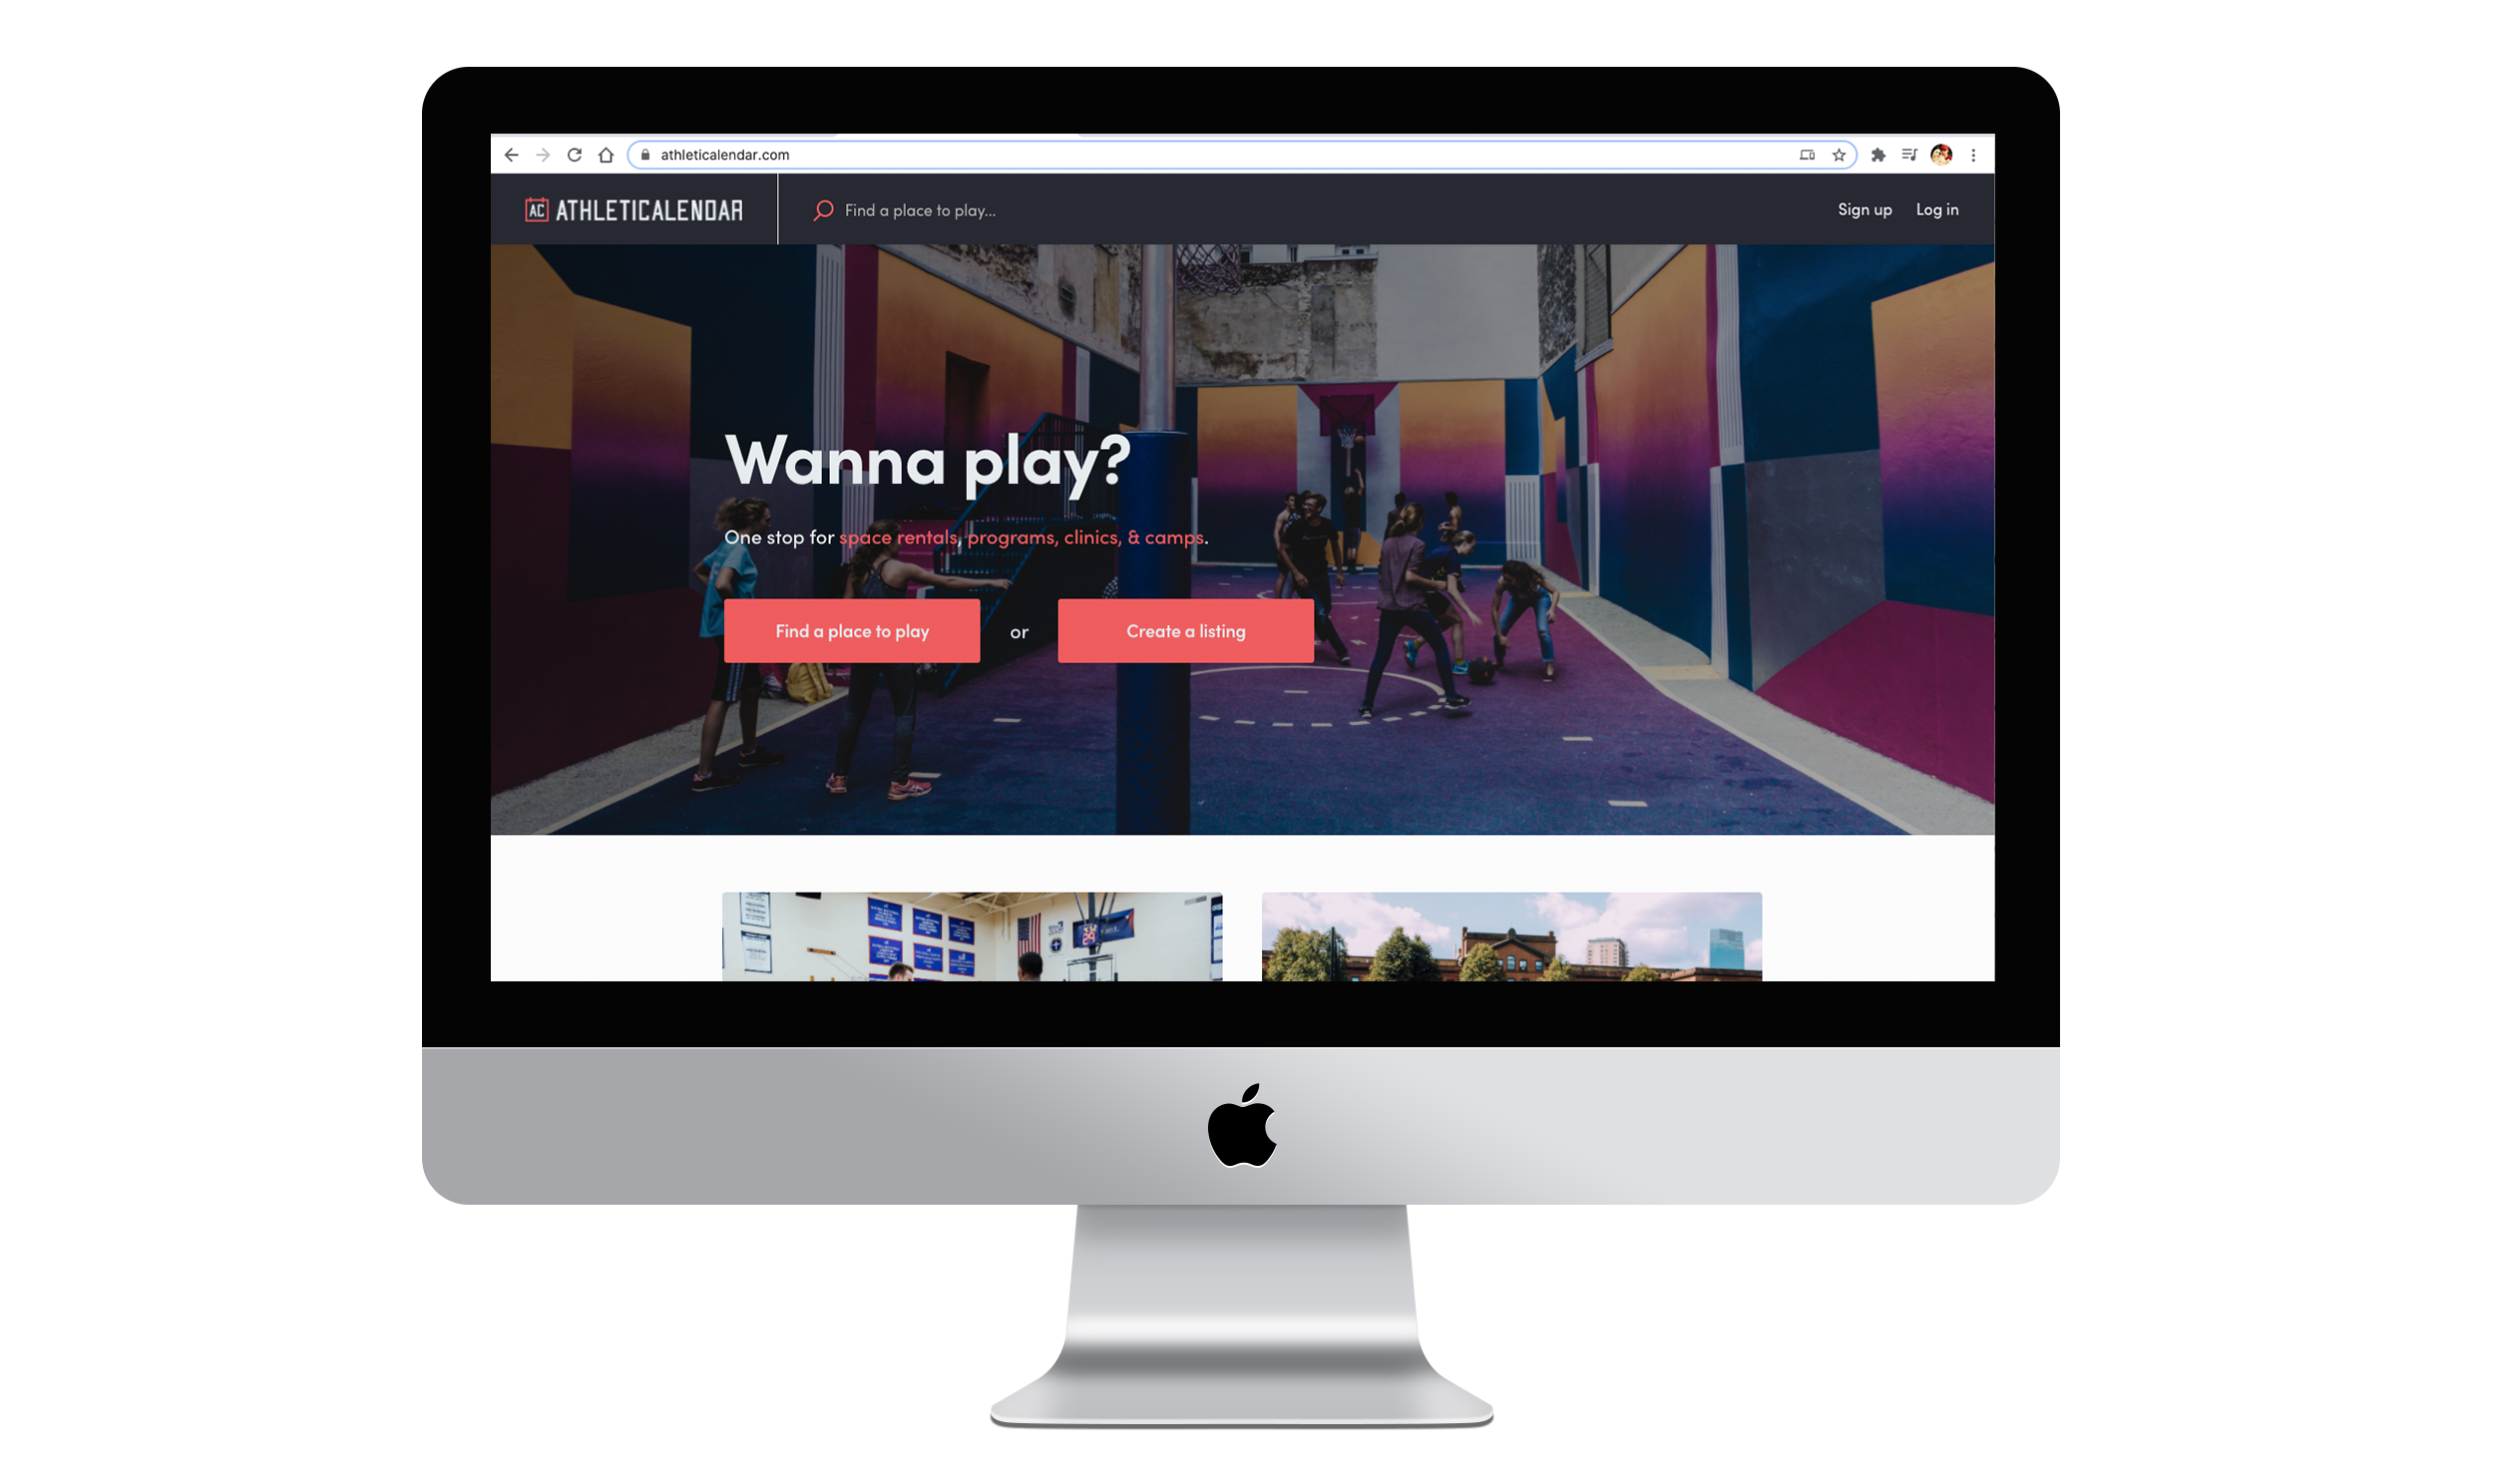 athleticalendar.com
AC ATHLETICALENDAR
Find a place to play...
Sign up
Log in
Wanna play?
One stop for space rentals, programs, clinics, & camps.
Find a place to play
or
Create a listing